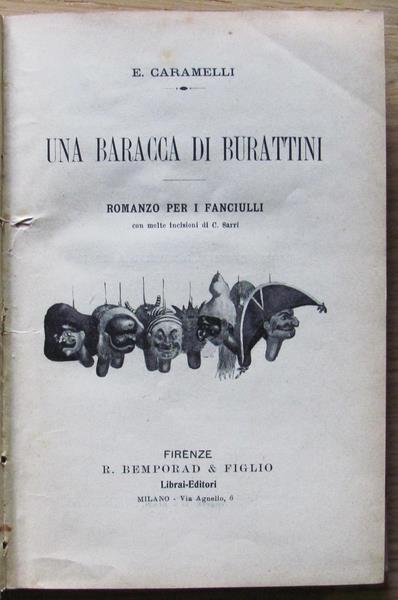 E. CARAMELLI
UNA BARACCA DI BURATTINI
ROMANZO PER I FANCIULLI
con molte incisioni di C. Sarri
FIRENZE
R. BEMPORAD & FIGLIO
Librai-Editori
MILANO - Via Agnello, 6